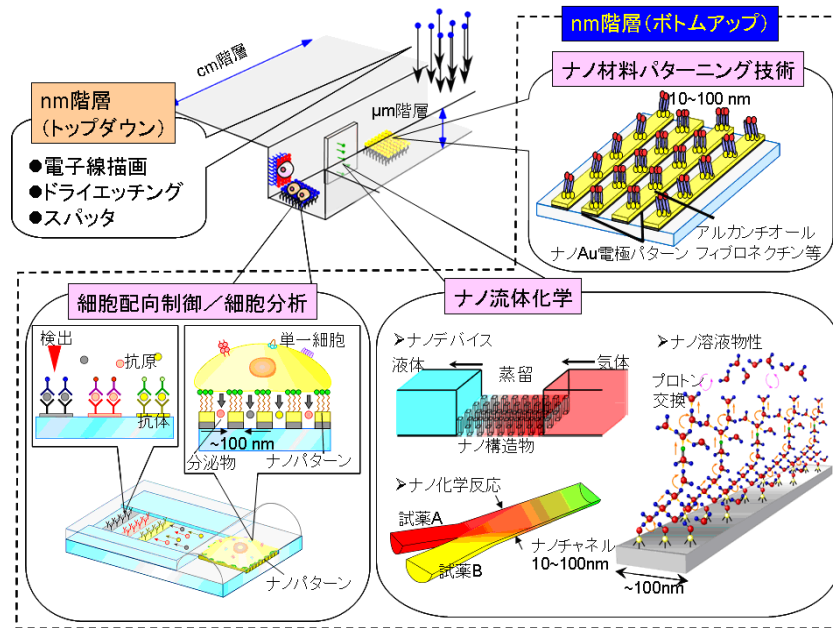 nm階層(ボトムアップ)
cm階層
ナノ材料パターニング技術
nm階層
(トップダウン)
μm階層
10~100 nm
●電子線描画
●ドライエッチング
●スパッタ
アルカンチオール
フィブロネクチン等
ナノAu電極パターン
細胞配向制御/細胞分析
検出
抗原
抗体
単一細胞
~100 nm
分泌物
ナノパターン
ナノパターン
ナノ流体化学
➢ナノデバイス
液体
蒸留
気体
ナノ構造物
➢ナノ化学反応
試薬A
試薬B
ナノチャネル
10~100nm
➢ナノ溶液物性
プロトン
交換
~100nm